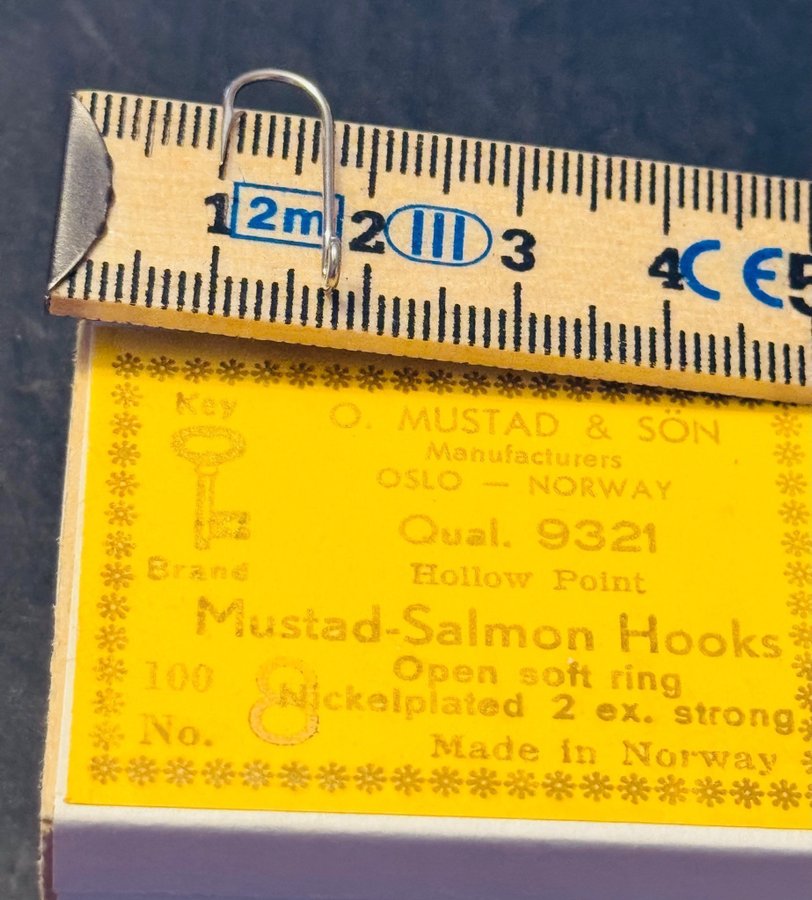 1 2m 2 III 3 4 CE 5
Key
Brand
O. MUSTAD & SÖN
Manufacturers
OSLO — NORWAY
Qual. 9321
Hollow Point
Mustad-Salmon Hooks
Open soft ring
Nickelplated 2 ex. strong
100
No. 8
Made in Norway